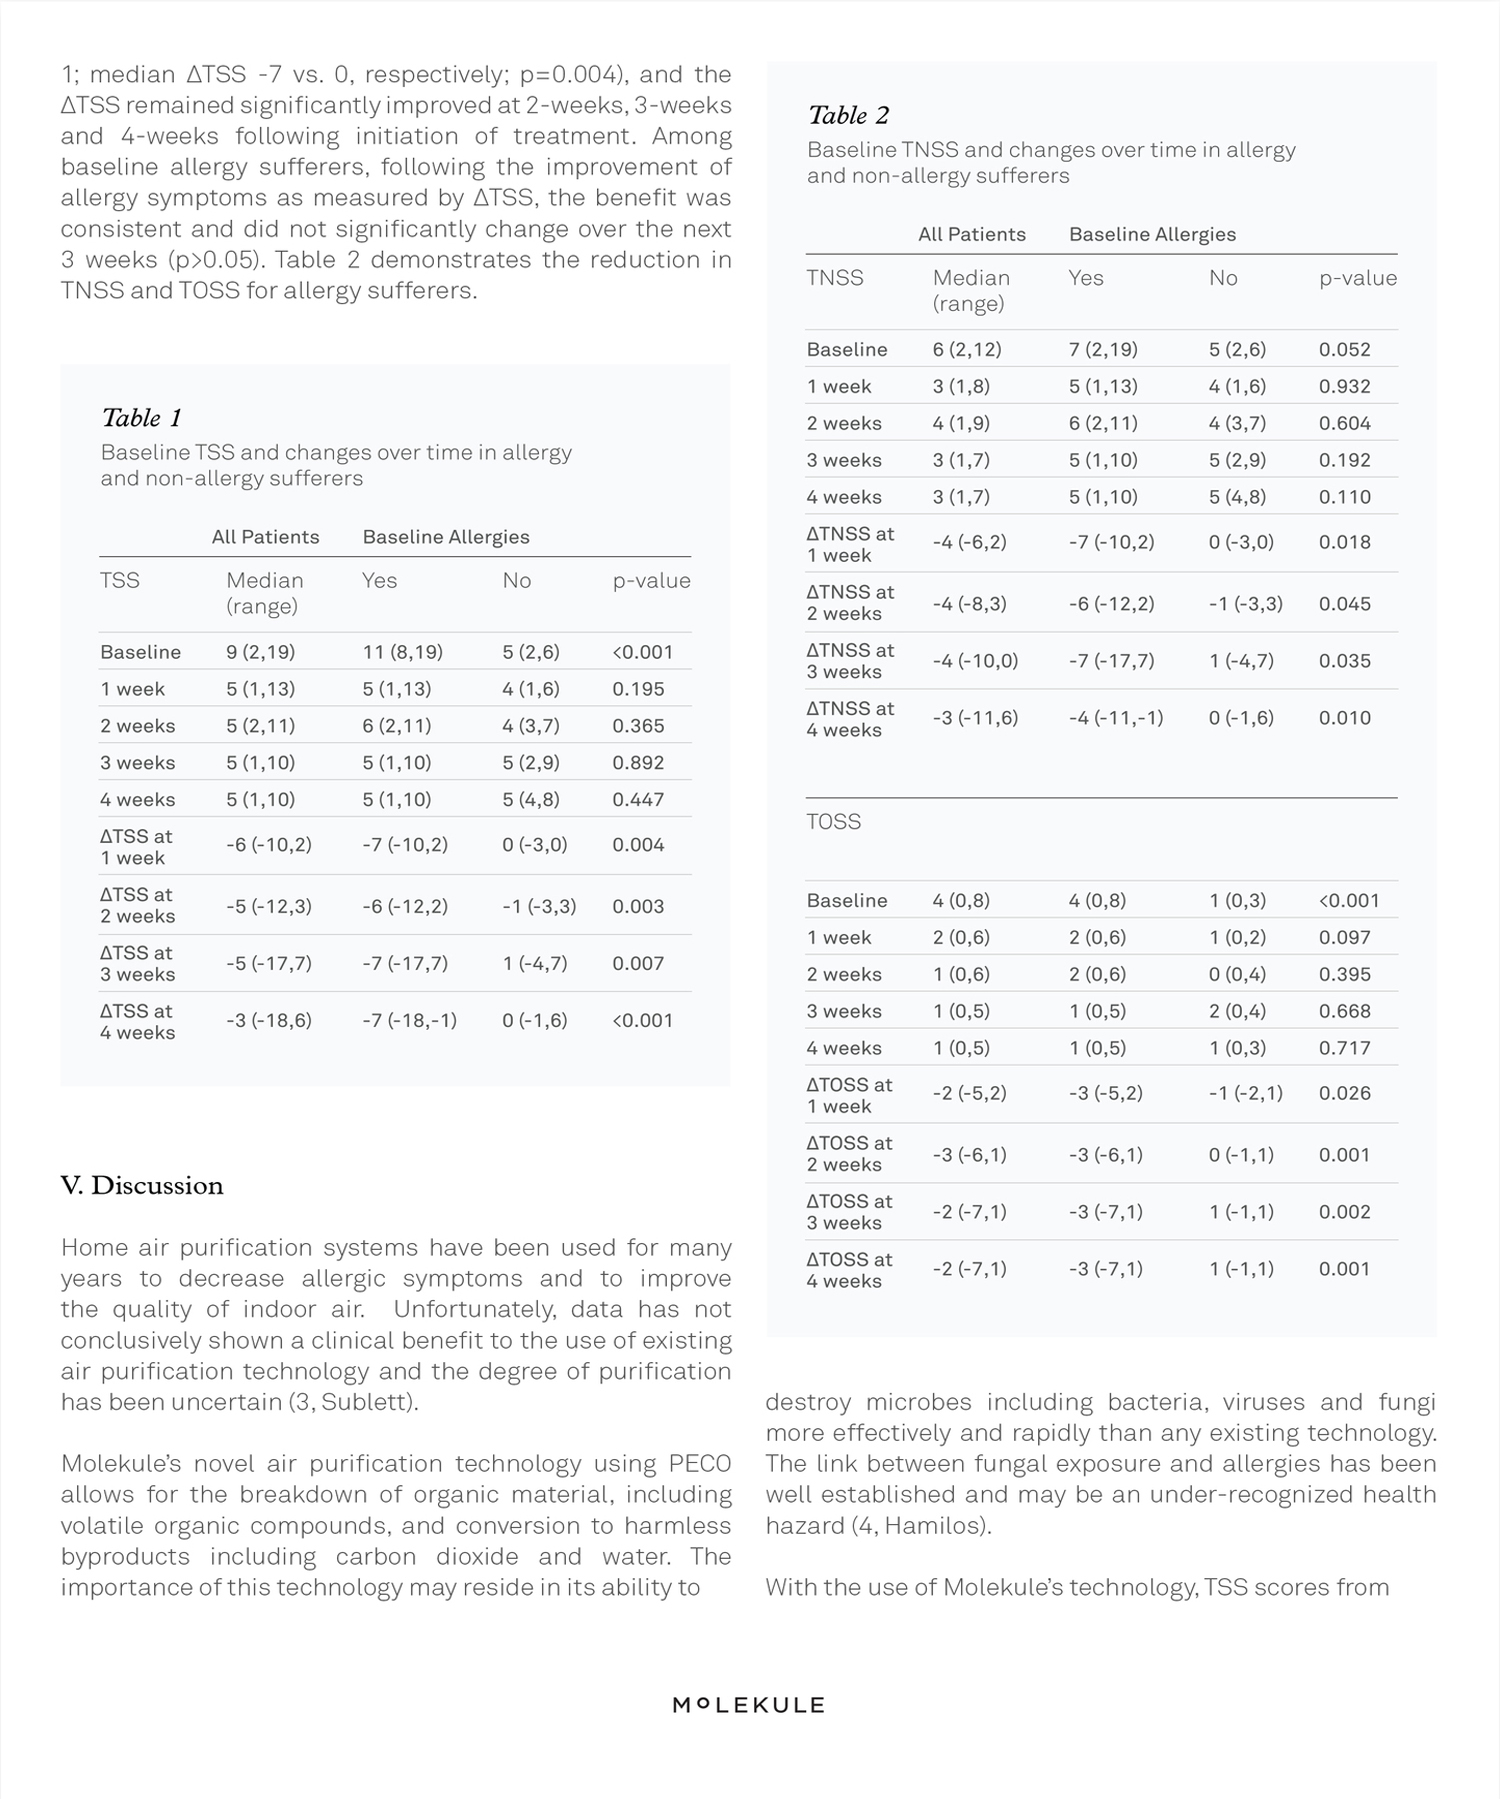 1; median ΔTSS -7 vs. 0, respectively; p=0.004), and the
ΔTSS remained significantly improved at 2-weeks, 3-weeks
and 4-weeks following initiation of treatment. Among
baseline allergy sufferers, following the improvement of
allergy symptoms as measured by ΔTSS, the benefit was
consistent and did not significantly change over the next
3 weeks (p>0.05). Table 2 demonstrates the reduction in
TNSS and TOSS for allergy sufferers.
Table 1
Baseline TSS and changes over time in allergy
and non-allergy sufferers
All Patients Baseline Allergies
TSS Median Yes No p-value
(range)
Baseline 9 (2,19) 11 (8,19) 5 (2,6) <0.001
1 week 5 (1,13) 5 (1,13) 4 (1,6) 0.195
2 weeks 5 (2,11) 6 (2,11) 4 (3,7) 0.365
3 weeks 5 (1,10) 5 (1,10) 5 (2,9) 0.892
4 weeks 5 (1,10) 5 (1,10) 5 (4,8) 0.447
ΔTSS at
1 week -6 (-10,2) -7 (-10,2) 0 (-3,0) 0.004
ΔTSS at
2 weeks -5 (-12,3) -6 (-12,2) -1 (-3,3) 0.003
ΔTSS at
3 weeks -5 (-17,7) -7 (-17,7) 1 (-4,7) 0.007
ΔTSS at
4 weeks -3 (-18,6) -7 (-18,-1) 0 (-1,6) <0.001
V. Discussion
Home air purification systems have been used for many
years to decrease allergic symptoms and to improve
the quality of indoor air. Unfortunately, data has not
conclusively shown a clinical benefit to the use of existing
air purification technology and the degree of purification
has been uncertain (3, Sublett).
Molekule's novel air purification technology using PECO
allows for the breakdown of organic material, including
volatile organic compounds, and conversion to harmless
byproducts including carbon dioxide and water. The
importance of this technology may reside in its ability to
Table 2
Baseline TNSS and changes over time in allergy
and non-allergy sufferers
All Patients Baseline Allergies
TNSS Median Yes No p-value
(range)
Baseline 6 (2,12) 7 (2,19) 5 (2,6) 0.052
1 week 3 (1,8) 5 (1,13) 4 (1,6) 0.932
2 weeks 4 (1,9) 6 (2,11) 4 (3,7) 0.604
3 weeks 3 (1,7) 5 (1,10) 5 (2,9) 0.192
4 weeks 3 (1,7) 5 (1,10) 5 (4,8) 0.110
ΔTNSS at
1 week -4 (-6,2) -7 (-10,2) 0 (-3,0) 0.018
ΔTNSS at
2 weeks -4 (-8,3) -6 (-12,2) -1 (-3,3) 0.045
ΔTNSS at
3 weeks -4 (-10,0) -7 (-17,7) 1 (-4,7) 0.035
ΔTNSS at
4 weeks -3 (-11,6) -4 (-11,-1) 0 (-1,6) 0.010
TOSS
Baseline 4 (0,8) 4 (0,8) 1 (0,3) <0.001
1 week 2 (0,6) 2 (0,6) 1 (0,2) 0.097
2 weeks 1 (0,6) 2 (0,6) 0 (0,4) 0.395
3 weeks 1 (0,5) 1 (0,5) 2 (0,4) 0.668
4 weeks 1 (0,5) 1 (0,5) 1 (0,3) 0.717
ΔTOSS at
1 week -2 (-5,2) -3 (-5,2) -1 (-2,1) 0.026
ΔTOSS at
2 weeks -3 (-6,1) -3 (-6,1) 0 (-1,1) 0.001
ΔTOSS at
3 weeks -2 (-7,1) -3 (-7,1) 1 (-1,1) 0.002
ΔTOSS at
4 weeks -2 (-7,1) -3 (-7,1) 1 (-1,1) 0.001
destroy microbes including bacteria, viruses and fungi
more effectively and rapidly than any existing technology.
The link between fungal exposure and allergies has been
well established and may be an under-recognized health
hazard (4, Hamilos).
With the use of Molekule's technology, TSS scores from
MOLEKULE